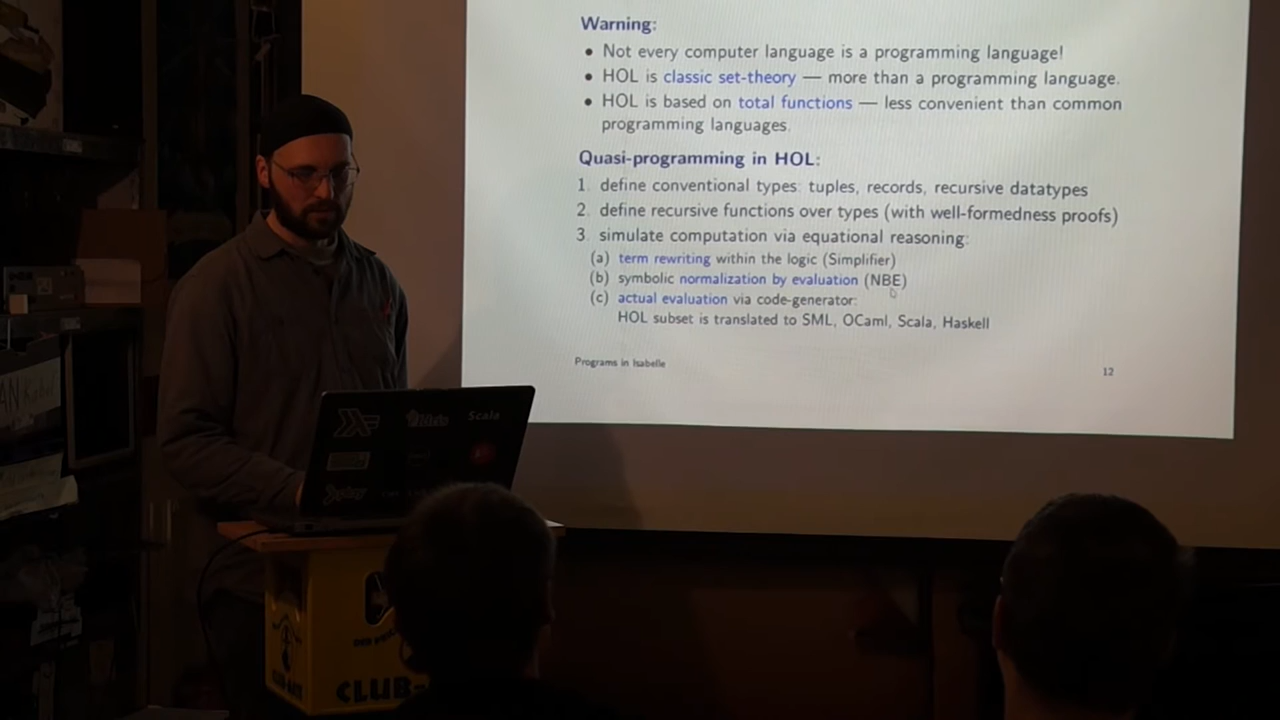 Warning:
• Not every computer language is a programming language!
• HOL is classic set-theory — more than a programming language.
• HOL is based on total functions — less convenient than common
programming languages.
Quasi-programming in HOL:
1. define conventional types: tuples, records, recursive datatypes
2. define recursive functions over types (with well-formedness proofs)
3. simulate computation via equational reasoning:
(a) term rewriting within the logic (Simplifier)
(b) symbolic normalization by evaluation (NBE)
(c) actual evaluation via code-generator:
HOL subset is translated to SML, OCaml, Scala, Haskell
Programs in Isabelle
12
Scala
CLUB-